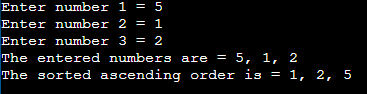 Enter number 1 = 5
Enter number 2 = 1
Enter number 3 = 2
The entered numbers are = 5, 1, 2
The sorted ascending order is = 1, 2, 5